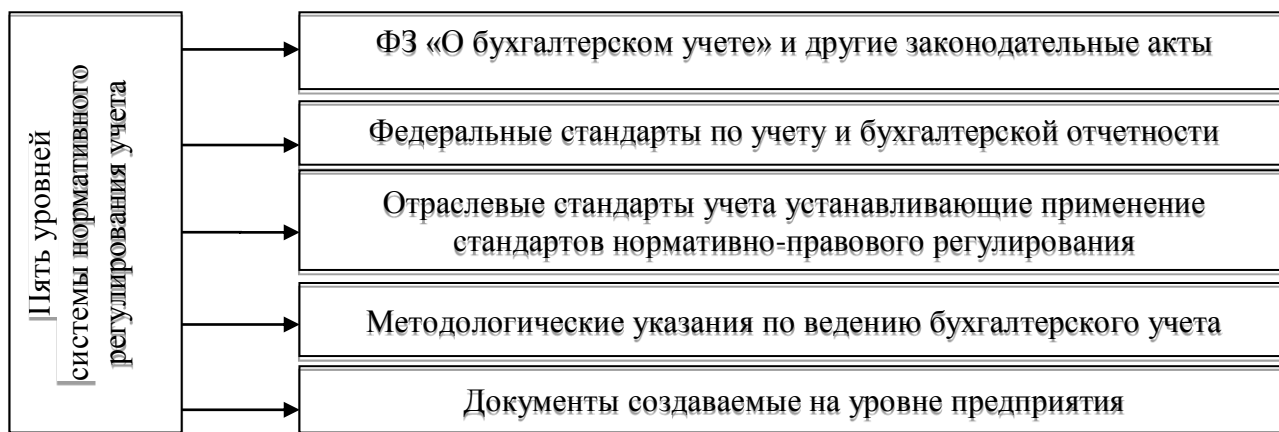 Пять уровней
системы нормативного
регулирования учета
ФЗ «О бухгалтерском учете» и другие законодательные акты
Федеральные стандарты по учету и бухгалтерской отчетности
Отраслевые стандарты учета устанавливающие применение
стандартов нормативно-правового регулирования
Методологические указания по ведению бухгалтерского учета
Документы создаваемые на уровне предприятия